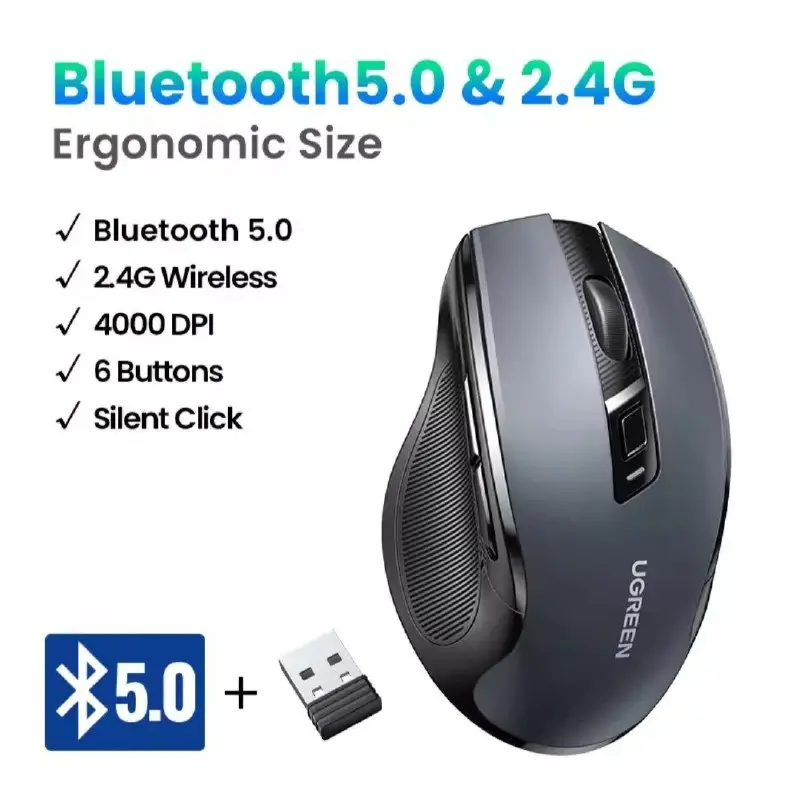 Bluetooth5.0 & 2.4G
Ergonomic Size
✓ Bluetooth 5.0
✓ 2.4G Wireless
✓ 4000 DPI
✓ 6 Buttons
✓ Silent Click
UGREEN
5.0 +